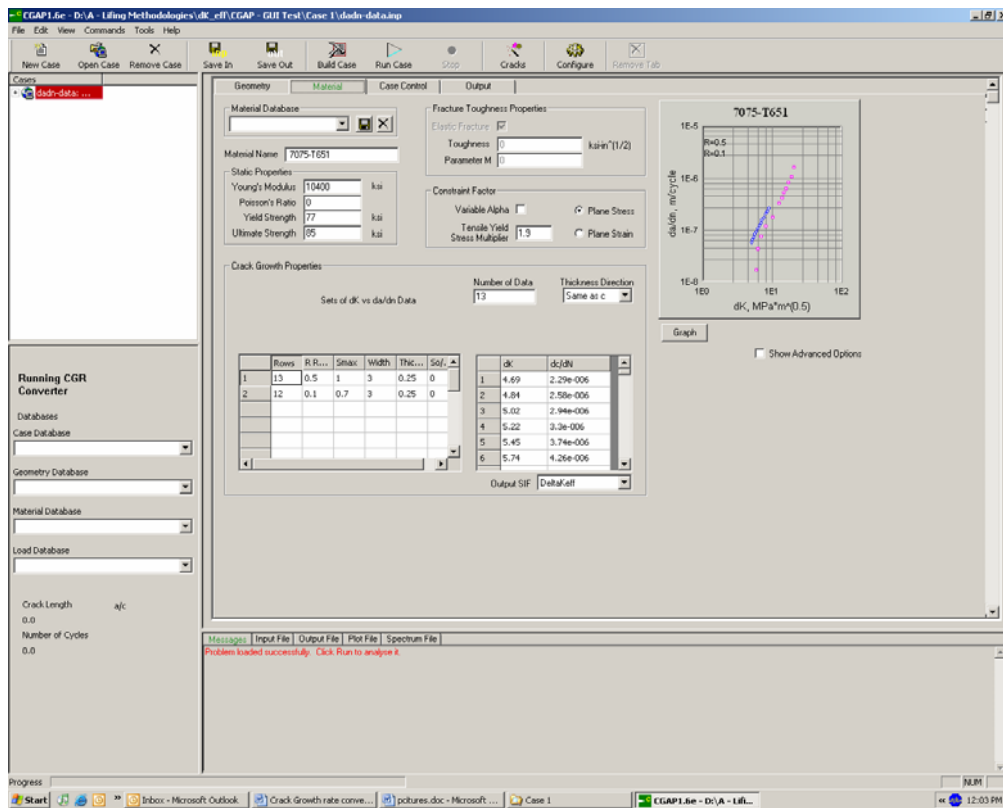 CGAP1.6e - D:\A - Lifing Methodologies\dK_eff\CGAP - GUI Test\Case 1\dadn-data.inp
File Edit View Commands Tools Help
New Case Open Case Remove Case Save In Save Out Build Case Run Case Stop Cracks Configure Remove Tab
Cases
dadn-data: ...
Geometry Material Case Control Output
Material Database
Material Name 7075-T651
Static Properties
Young's Modulus 10400 ksi
Poisson's Ratio 0
Yield Strength 77 ksi
Ultimate Strength 85 ksi
Fracture Toughness Properties
Elastic Fracture
Toughness 0 ksi-in^(1/2)
Parameter M 0
Constraint Factor
Variable Alpha Plane Stress
Tensile Yield Stress Multiplier 1.9 Plane Strain
7075-T651
1E-5
R=0.5
R=0.1
1E-6
da/dn, m/cycle
1E-7
1E-8
1E0 1E1 1E2
dK, MPa*m^(0.5)
Graph
Show Advanced Options
Crack Growth Properties
Sets of dK vs da/dn Data
Number of Data Thickness Direction
13 Same as c
Rows R R... Smax Width Thic... So/.
1 13 0.5 1 3 0.25 0
2 12 0.1 0.7 3 0.25 0
dK dc/dN
1 4.69 2.29e-006
2 4.84 2.58e-006
3 5.02 2.94e-006
4 5.22 3.3e-006
5 5.45 3.74e-006
6 5.74 4.26e-006
Output SIF DeltaKeff
Running CGR
Converter
Databases
Case Database
Geometry Database
Material Database
Load Database
Crack Length a/c
0.0
Number of Cycles
0.0
Messages Input File Output File Plot File Spectrum File
Problem loaded successfully. Click Run to analyse it.
Progress NUM
Start Inbox - Microsoft Outlook Crack Growth rate conve... pcitures.doc - Microsoft ... Case 1 CGAP1.6e - D:\A - Lifi... 12:03 PM